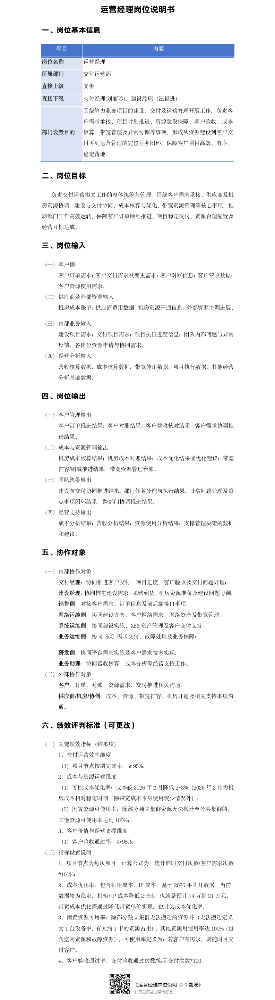 运营经理岗位说明书
一、岗位基本信息
项目 内容
岗位名称 运营经理
所属部门 交付运营部
直接上级 支彬
直接下级 交付经理(刘丽珍)、建设经理（汪哲进）
部门设置目的 围绕算力业务项目的建设、交付及运营管理开展工作，负责客
户需求承接、项目计划推进、资源建设保障、客户验收、成本
核算、带宽管理及异常协调等事项，形成从资源建设到客户交
付再到运营管理的完整业务闭环，保障客户项目高效、有序、
稳定落地。
二、岗位目标
负责交付运营相关工作的整体统筹与管理，围绕客户需求承接、供应商及机
房资源协调、建设与交付协同、成本核算与优化、带宽资源管理等核心事项，推
动部门工作高效运转，保障客户订单顺利推进、项目稳定交付、资源合理配置及
经营目标达成。
三、岗位输入
（一）客户侧：
客户订单需求；客户交付需求及变更需求；客户对账信息；客户营收数据；
客户资源使用需求。
（二）供应商及外部资源输入
机房成本账单；供应商费用数据；机房资源开通信息；外部资源协调进展。
（三）内部业务输入
建设项目需求；交付项目需求；项目执行进度信息；团队内部问题与异常
反馈；各岗位资源申请与协同需求。
（四）经营分析输入
营收核算数据；成本核算数据；带宽使用数据；项目执行数据；其他经营
分析基础数据。
四、岗位输出
（一）客户管理输出
客户订单推进结果；客户对账结果；客户营收核对结果；客户需求协调推
进结果。
（二）成本与资源管理输出
机房成本核算结果；机房成本对账结果；成本优化结果或优化建议；带宽
扩容/缩减推进结果；带宽资源管理台账。
（三）团队统筹输出
建设与交付协同推进结果；部门任务分配与执行结果；日常问题处理及重
点事项闭环结果；跨部门协调推进结果。
（四）经营支持输出
成本分析结果；营收分析结果；资源使用分析结果；支撑管理决策的数据
和建议。
五、协作对象
（一）内部协作对象
交付经理：协同推进客户交付、项目进度、客户验收及交付问题处理；
建设经理：协同推进建设需求、采购到货、机房资源准备及建设问题协调；
销售侧：对接客户需求、订单信息及前后端接口事项；
网络运维侧：协同建设方案、客户网络需求、网络资产及带宽管理；
系统运维侧：协同建设实施、X86 资产管理及客户交付支持；
业务运维侧：协同 SoC 需求交付、故障处理及业务保障；
研发侧：协同平台需求实施及客户需求技术实现；
业务助理：协同营收核算、成本分析等经营支持工作。
（二）外部协作对象
客户：订单、对账、资源需求、交付推进相关沟通；
供应商/机房/协创：成本、资源、带宽扩容、机房开通及相关支持事项沟
通。
六、绩效评判标准（可更改）
（一）关键绩效指标（结果项）
1、交付运营效率维度
（1）项目节点按期完成率：≥95%；
2、成本与资源运营维度
（1）可控成本优化率：成本较 2026 年 2 月降低 2-3%（2026 年 2 月为机
房成本相对稳定时期，除带宽成本本身使用较少情况外）；
（2）闲置资源可使用率：除部分独立集群资源无法搬迁至公共集群的，
其他资源可使用率达到 100%；
3、客户价值与经营支撑维度
（1）客户验收通过率：≥95%；
（二）指标设置说明
1、项目节点为每次项目，计算公式为：统计准时交付次数/客户需求次数
*100%；
2、成本优化率：包含机柜成本、IP 成本，基于 2026 年 2 月数据，当前
数据较为稳定，机柜+IP 成本降低 2-5%，也就是预计 14 万到 21 万元。
带宽成本优化需通过降低带宽单价实现，也计为成本优化率。
3、闲置资源可用率：除部分独立集群无法搬迁的资源外（无法搬迁定义
为 1 台设备中，有大约 1 卡的资源占用），其他资源用使用率达 100%（包
含空闲资源和故障资源），可使用率定义为：若客户有需求，则随时可交
付客户。
4、客户验收通过率：交付验收通过次数/实际交付次数*100；
《运营经理岗位说明书-李曼瑶》
扫码打开或分享给好友